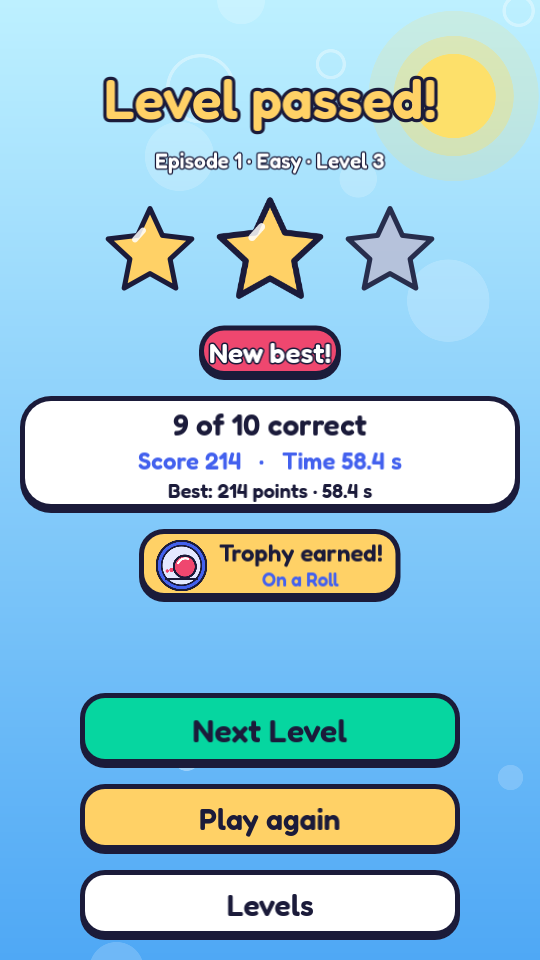 Level passed!
Episode 1 · Easy · Level 3
New best!
9 of 10 correct
Score 214 · Time 58.4 s
Best: 214 points · 58.4 s
Trophy earned!
On a Roll
Next Level
Play again
Levels